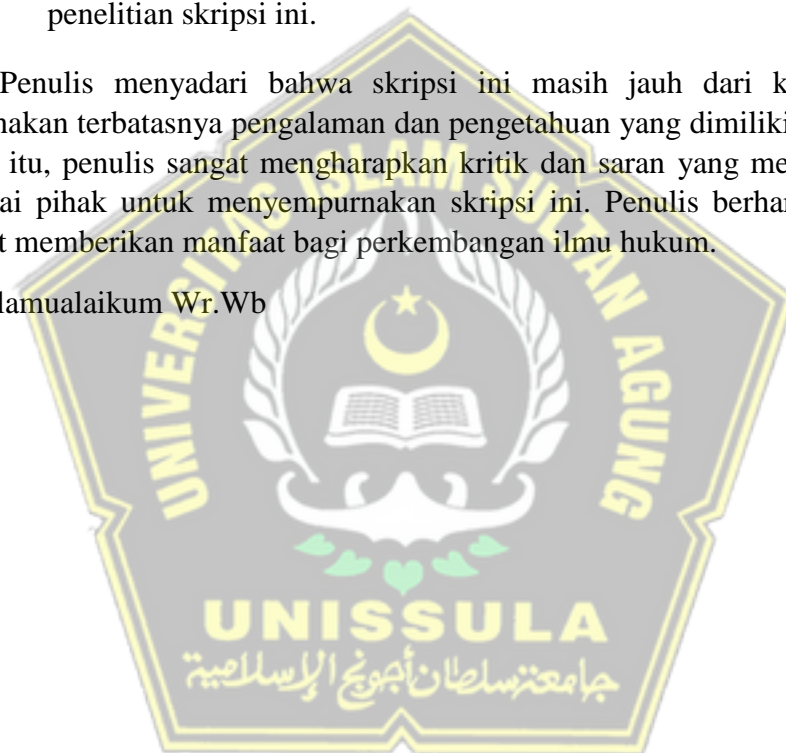 penelitian skripsi ini.
Penulis menyadari bahwa skripsi ini masih jauh dari k
nakan terbatasnya pengalaman dan pengetahuan yang dimiliki
itu, penulis sangat mengharapkan kritik dan saran yang me
ai pihak untuk menyempurnakan skripsi ini. Penulis berhar
t memberikan manfaat bagi perkembangan ilmu hukum.
lamualaikum Wr.Wb
UNIVERSITAS ISLAM SULTAN AGUNG
UNISSULA
جامعنزسلطان أجونج الإسلامية